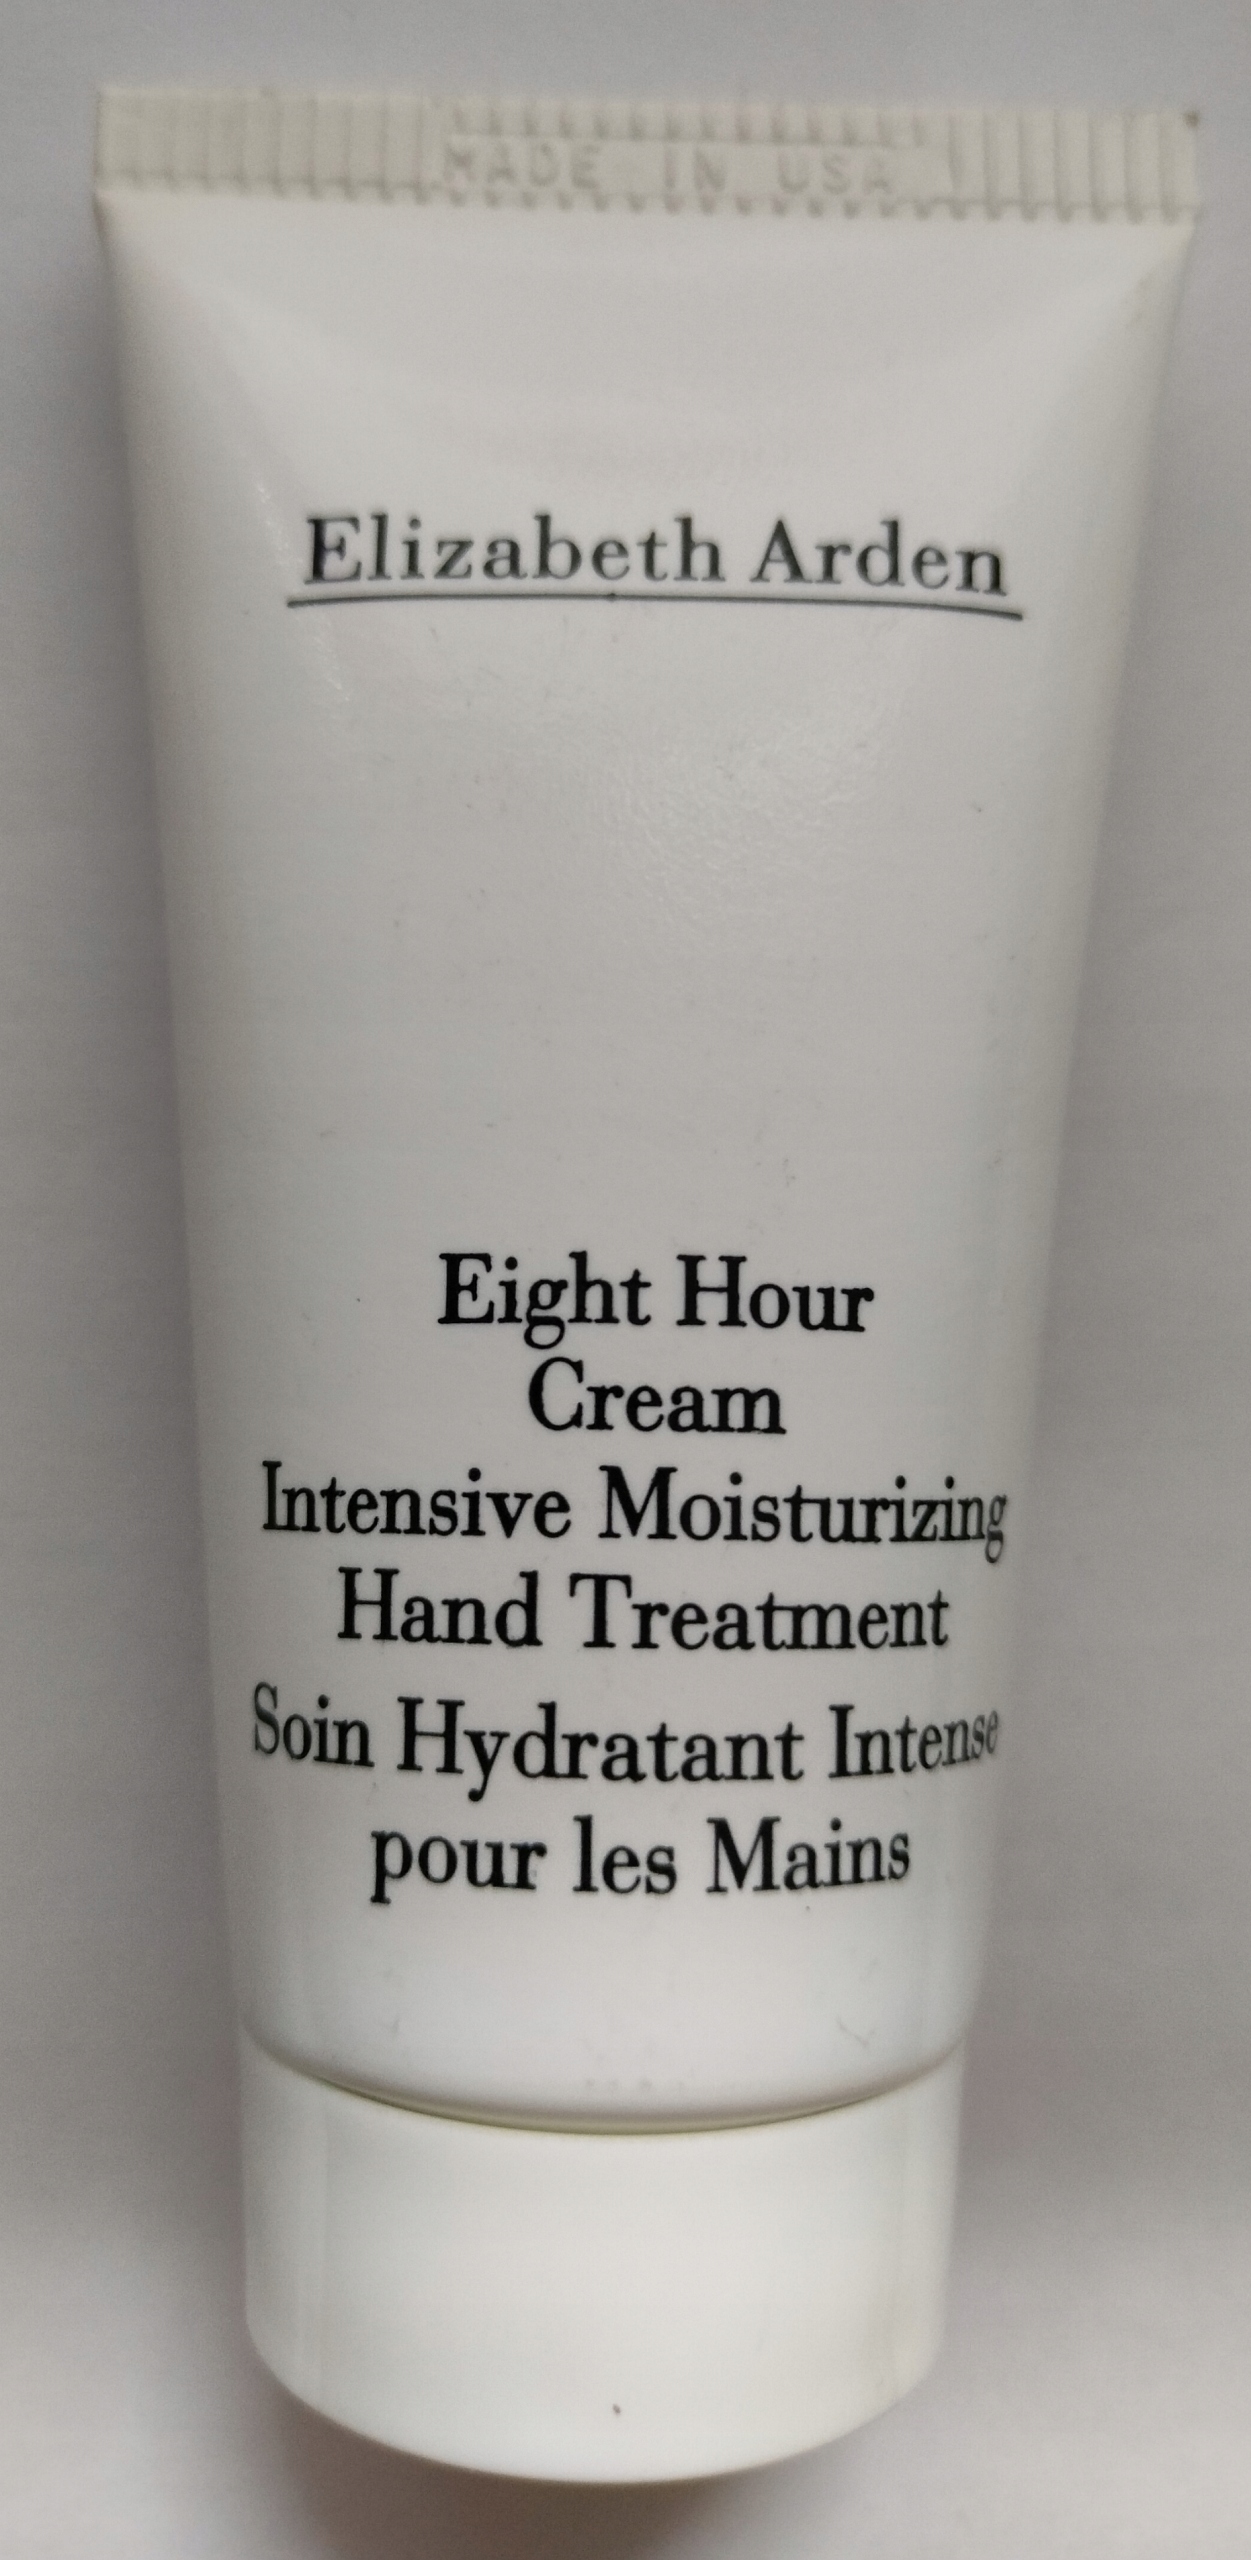 MADE IN USA
Elizabeth Arden
Eight Hour
Cream
Intensive Moisturizing
Hand Treatment
Soin Hydratant Intense
pour les Mains